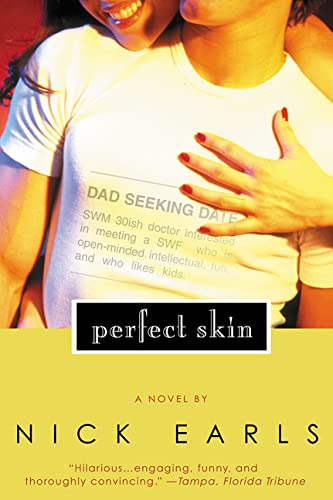 DAD SEEKING DATE
SWM 30ish doctor interested
in meeting a SWF who is
open-minded intellectual, fun,
and who likes kids.
perfect skin
A NOVEL BY
NICK EARLS
“Hilarious...engaging, funny, and
thoroughly convincing.” —Tampa, Florida Tribune